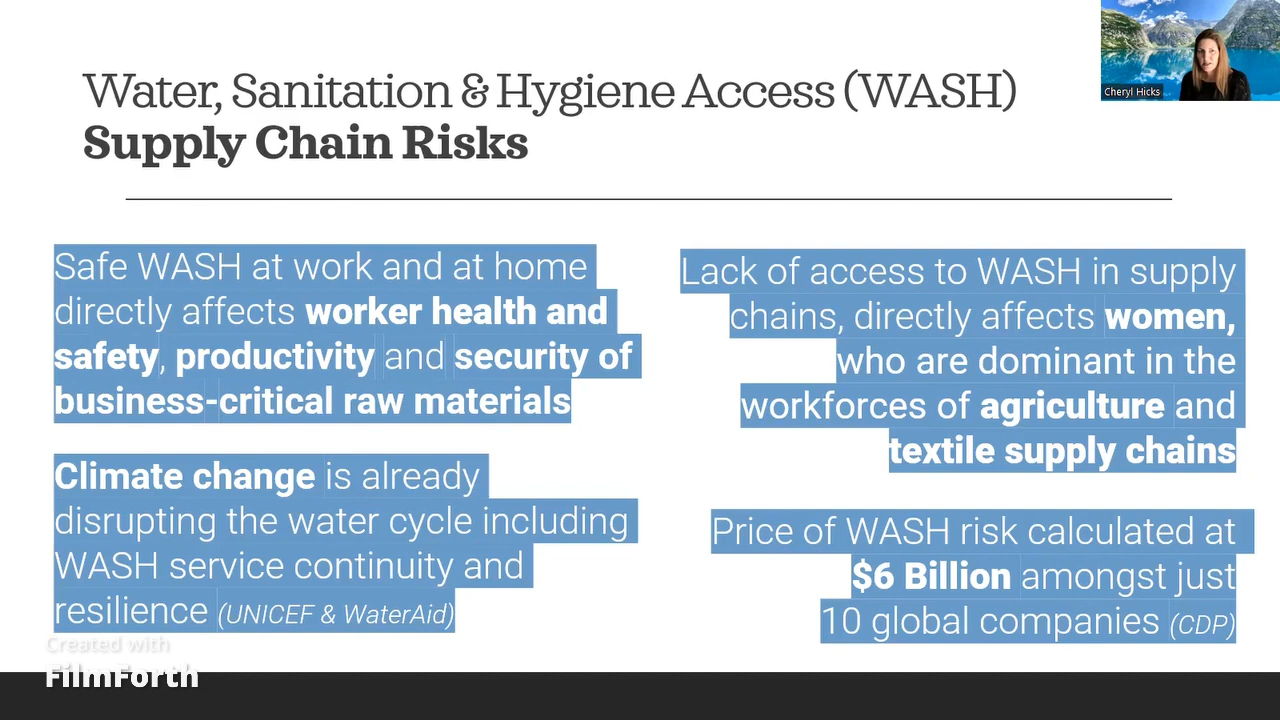 Water, Sanitation & Hygiene Access (WASH)
Supply Chain Risks
Cheryl Hicks
Safe WASH at work and at home
directly affects worker health and
safety, productivity and security of
business-critical raw materials
Climate change is already
disrupting the water cycle including
WASH service continuity and
resilience (UNICEF & WaterAid)
Lack of access to WASH in supply
chains, directly affects women,
who are dominant in the
workforces of agriculture and
textile supply chains
Price of WASH risk calculated at
$6 Billion amongst just
10 global companies (CDP)
Created with
FilmForth